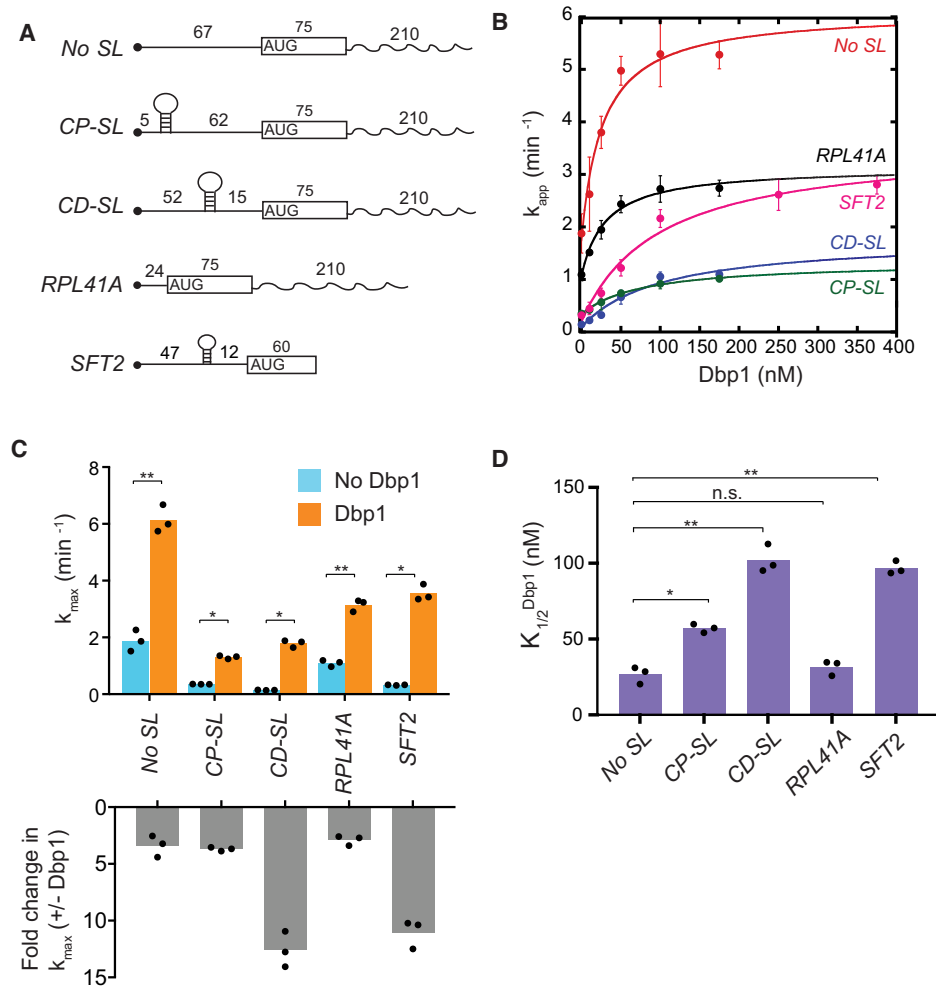 A
67
75
210
No SL
AUG
5
62
75
210
CP-SL
AUG
52
15
75
210
CD-SL
AUG
24
75
210
RPL41A
AUG
47
12
60
SFT2
AUG
B
k_app (min⁻¹)
6
5
4
3
2
1
0
0 50 100 150 200 250 300 350 400
Dbp1 (nM)
No SL
RPL41A
SFT2
CD-SL
CP-SL
C
k_max (min⁻¹)
8
6
4
2
0
No Dbp1
Dbp1
**
*
*
**
*
No SL
CP-SL
CD-SL
RPL41A
SFT2
Fold change in
k_max (+/- Dbp1)
0
5
10
15
D
K_1/2^Dbp1 (nM)
150
100
50
0
**
n.s.
**
*
No SL
CP-SL
CD-SL
RPL41A
SFT2